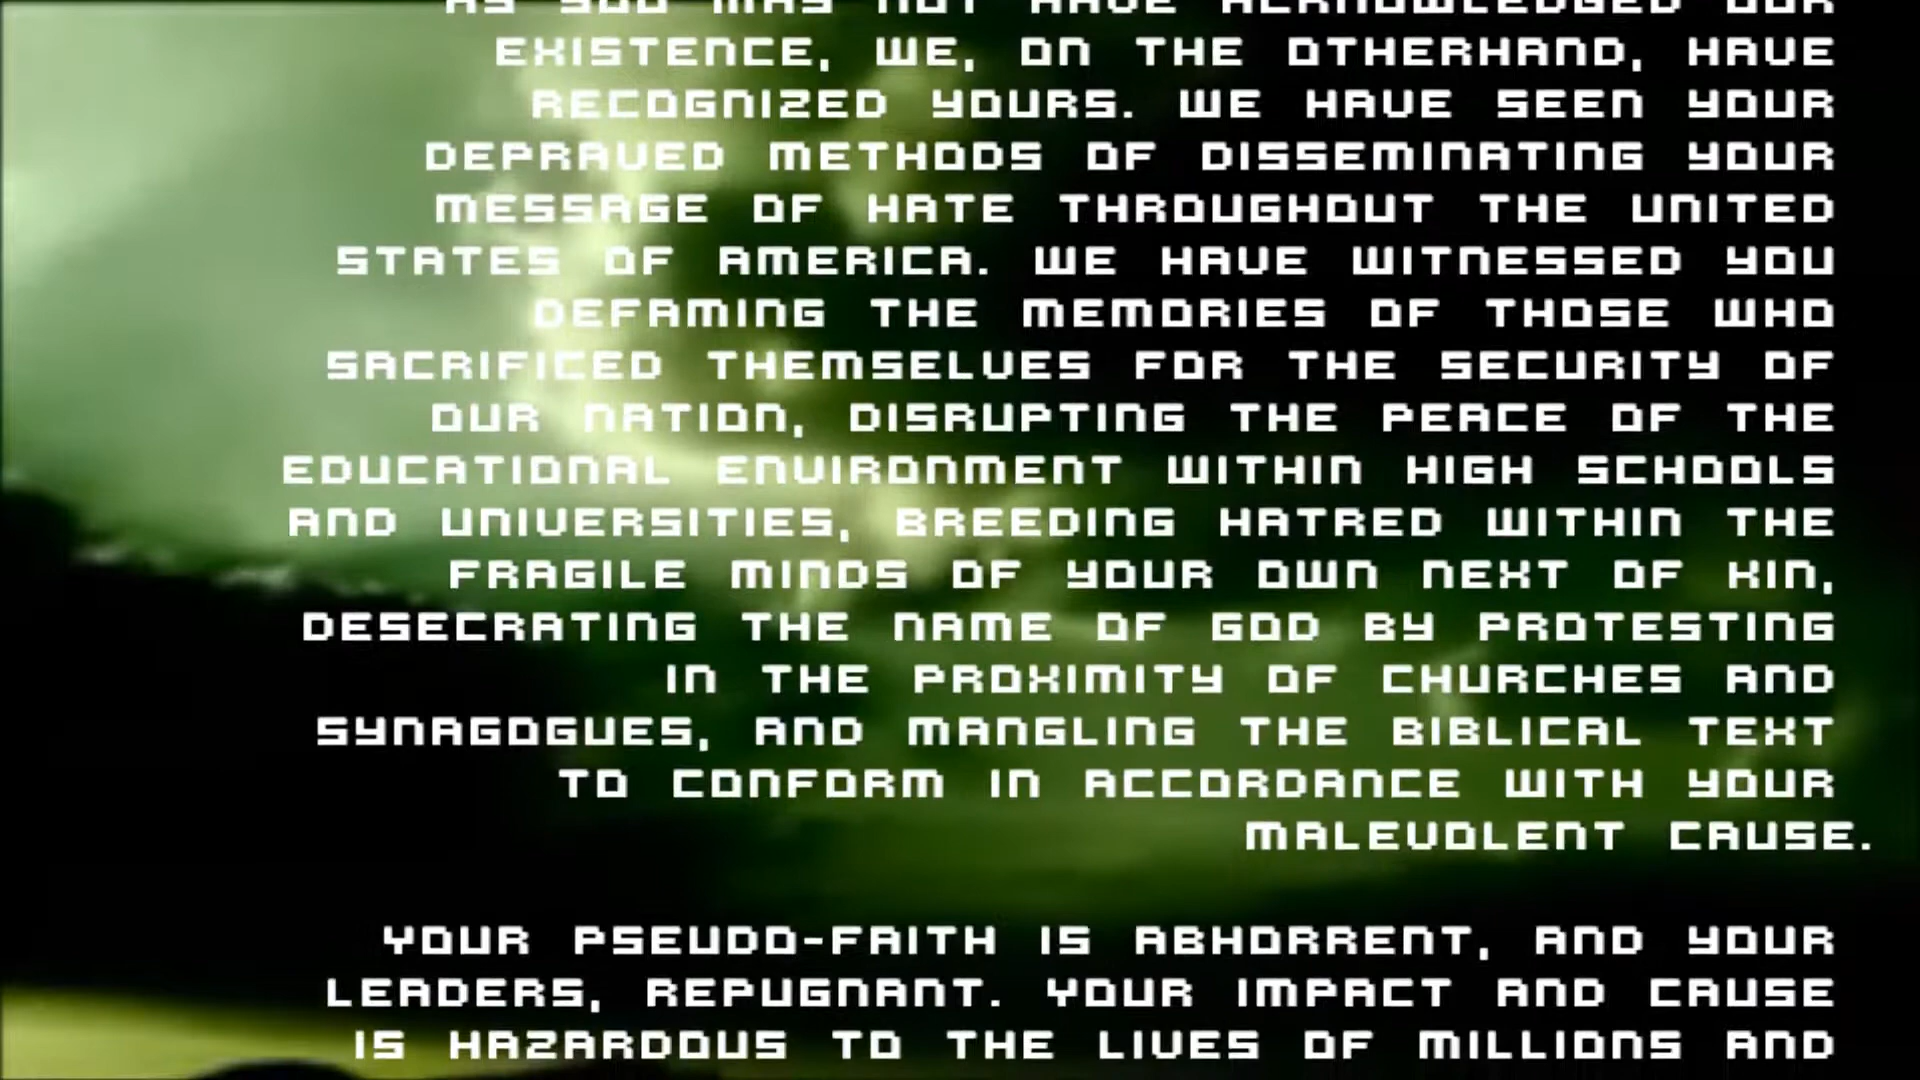 AS YOU MAY NOT HAVE ACKNOWLEDGED OUR
EXISTENCE, WE, ON THE OTHERHAND, HAVE
RECOGNIZED YOURS. WE HAVE SEEN YOUR
DEPRAVED METHODS OF DISSEMINATING YOUR
MESSAGE OF HATE THROUGHOUT THE UNITED
STATES OF AMERICA. WE HAVE WITNESSED YOU
DEFAMING THE MEMORIES OF THOSE WHO
SACRIFICED THEMSELVES FOR THE SECURITY OF
OUR NATION, DISRUPTING THE PEACE OF THE
EDUCATIONAL ENVIRONMENT WITHIN HIGH SCHOOLS
AND UNIVERSITIES, BREEDING HATRED WITHIN THE
FRAGILE MINDS OF YOUR OWN NEXT OF KIN,
DESECRATING THE NAME OF GOD BY PROTESTING
IN THE PROXIMITY OF CHURCHES AND
SYNAGOGUES, AND MANGLING THE BIBLICAL TEXT
TO CONFORM IN ACCORDANCE WITH YOUR
MALEVOLENT CAUSE.
YOUR PSEUDO-FAITH IS ABHORRENT, AND YOUR
LEADERS, REPUGNANT. YOUR IMPACT AND CAUSE
IS HAZARDOUS TO THE LIVES OF MILLIONS AND